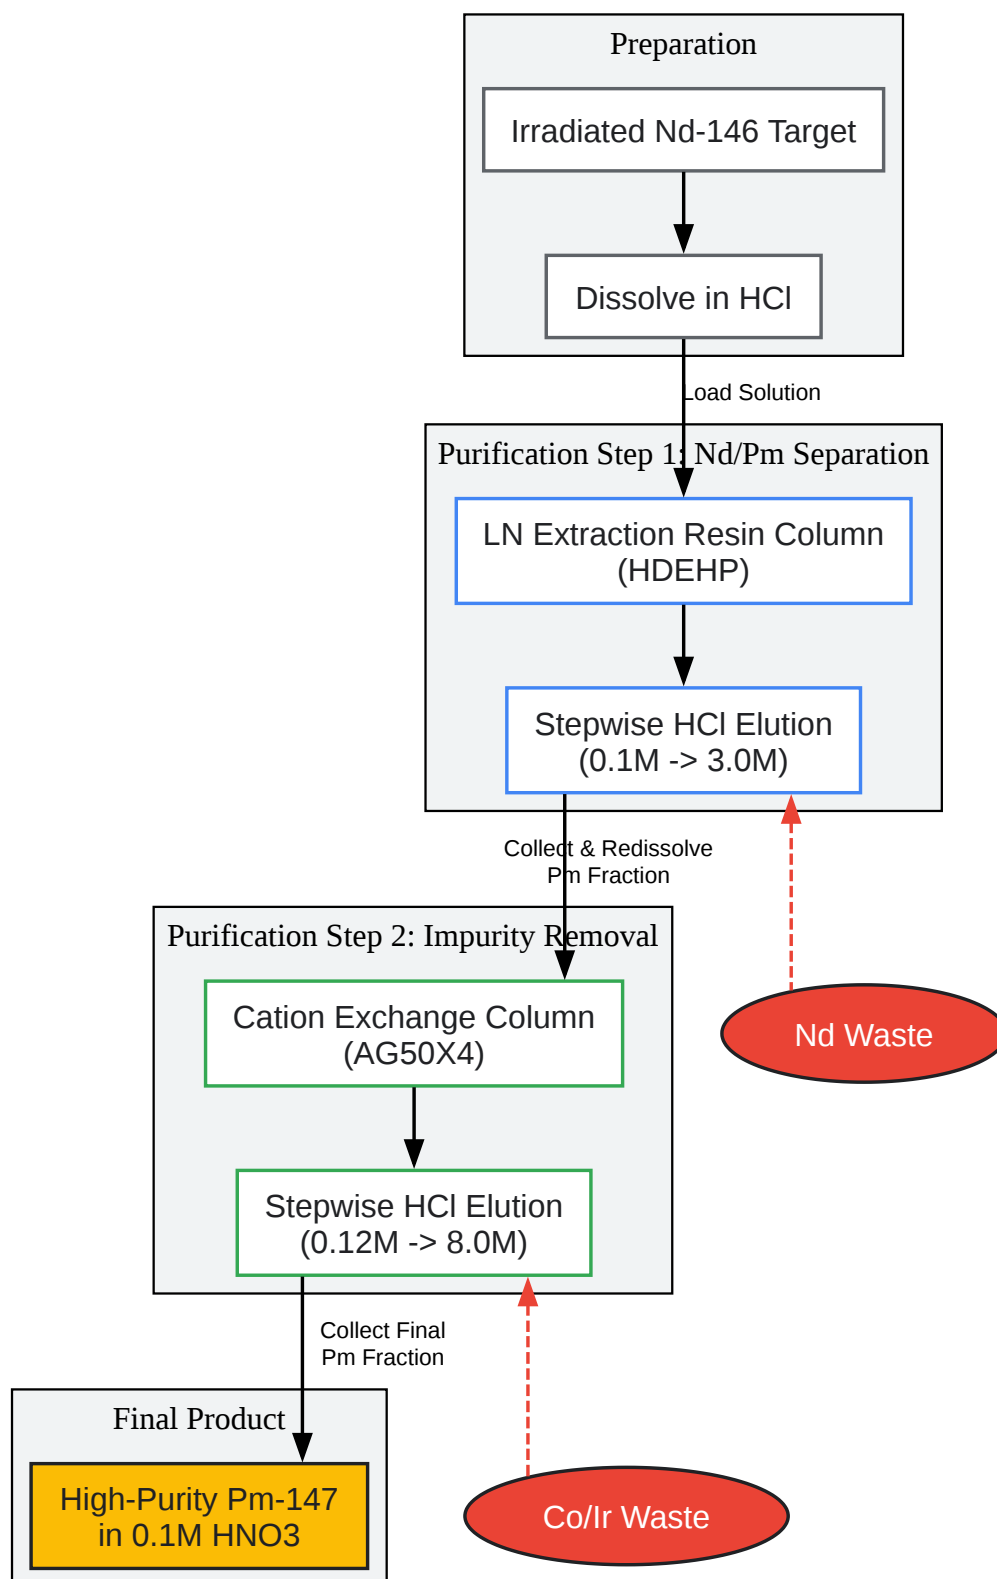 Preparation
Irradiated Nd-146 Target
Dissolve in HCl
Load Solution
Purification Step 1: Nd/Pm Separation
LN Extraction Resin Column
(HDEHP)
Stepwise HCl Elution
(0.1M -> 3.0M)
Collect & Redissolve
Pm Fraction
Purification Step 2: Impurity Removal
Cation Exchange Column
(AG50X4)
Nd Waste
Stepwise HCl Elution
(0.12M -> 8.0M)
Collect Final
Pm Fraction
Final Product
High-Purity Pm-147
in 0.1M HNO3
Co/Ir Waste